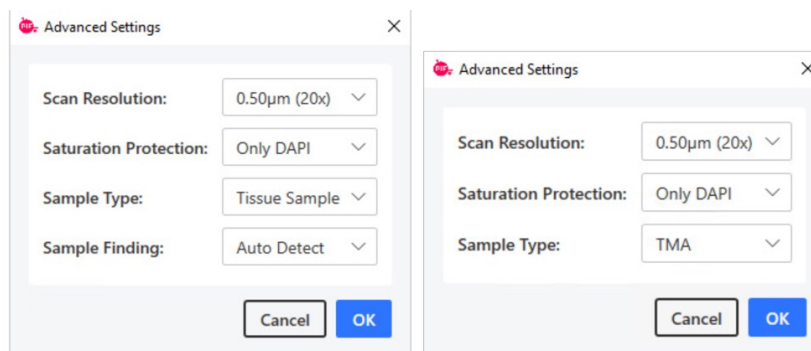 Advanced Settings
Scan Resolution: 0.50µm (20x)
Saturation Protection: Only DAPI
Sample Type: Tissue Sample
Sample Finding: Auto Detect
Cancel OK
Advanced Settings
Scan Resolution: 0.50µm (20x)
Saturation Protection: Only DAPI
Sample Type: TMA
Cancel OK